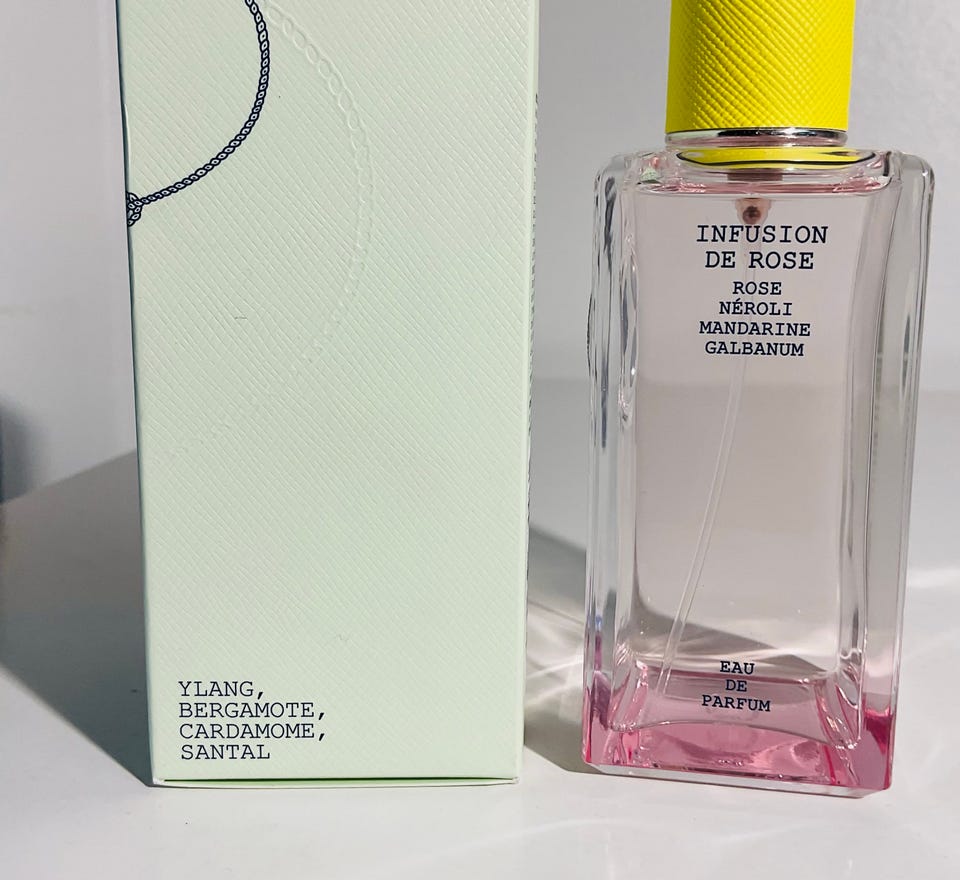 YLANG,
BERGAMOTE,
CARDAMOME,
SANTAL
INFUSION
DE ROSE
ROSE
NÉROLI
MANDARINE
GALBANUM
EAU
DE
PARFUM